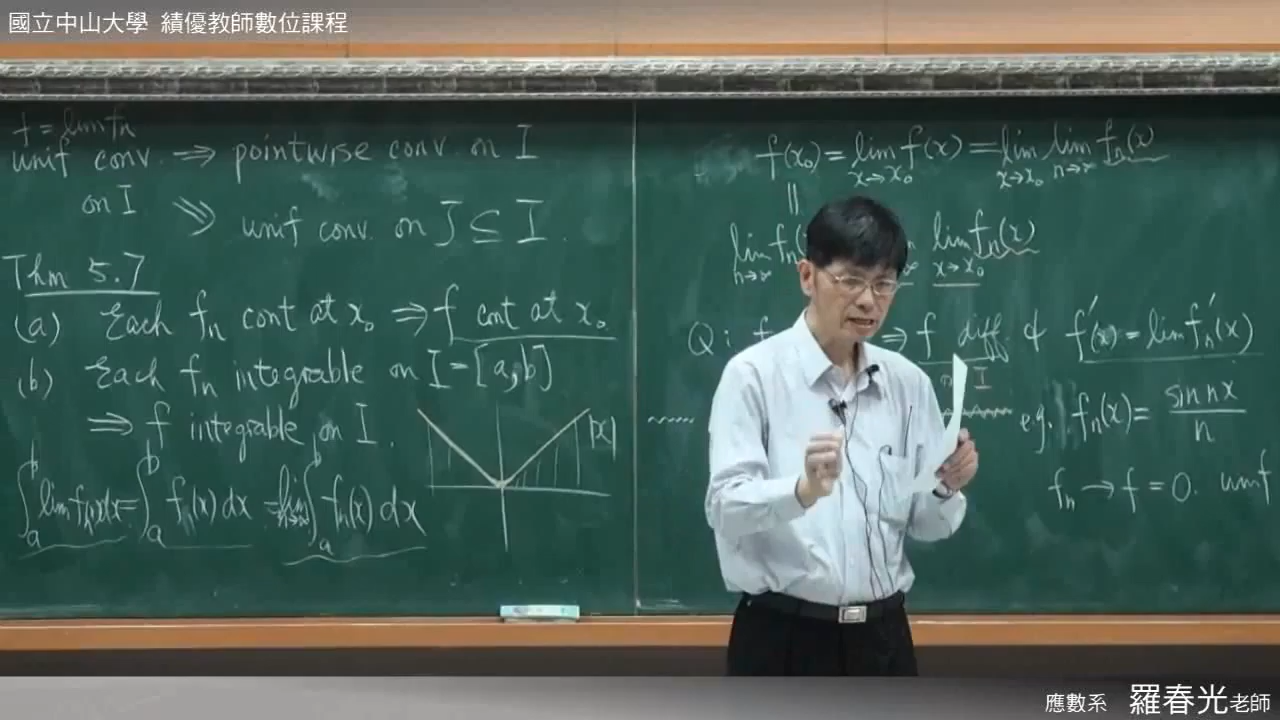 國立中山大學 績優教師數位課程
f = lim fn
unif conv. ⇒ pointwise conv. on I
on I ⇒ unif conv. on J ⊆ I.
Thm 5.7
(a) Each fn cont at x₀ ⇒ f cont at x₀
(b) Each fn integrable on I = [a,b]
⇒ f integrable on I.
|x|
f(x₀) = lim x→x₀ f(x) = lim x→x₀ lim n→∞ fn(x)
||
lim n→∞ fn( lim x→x₀ fn(x)
Q: f ⇒ f diff & f'(x) = lim fn'(x)
I
e.g. fn(x) = sin nx / n
fn → f = 0. unif
應數系 羅春光老師